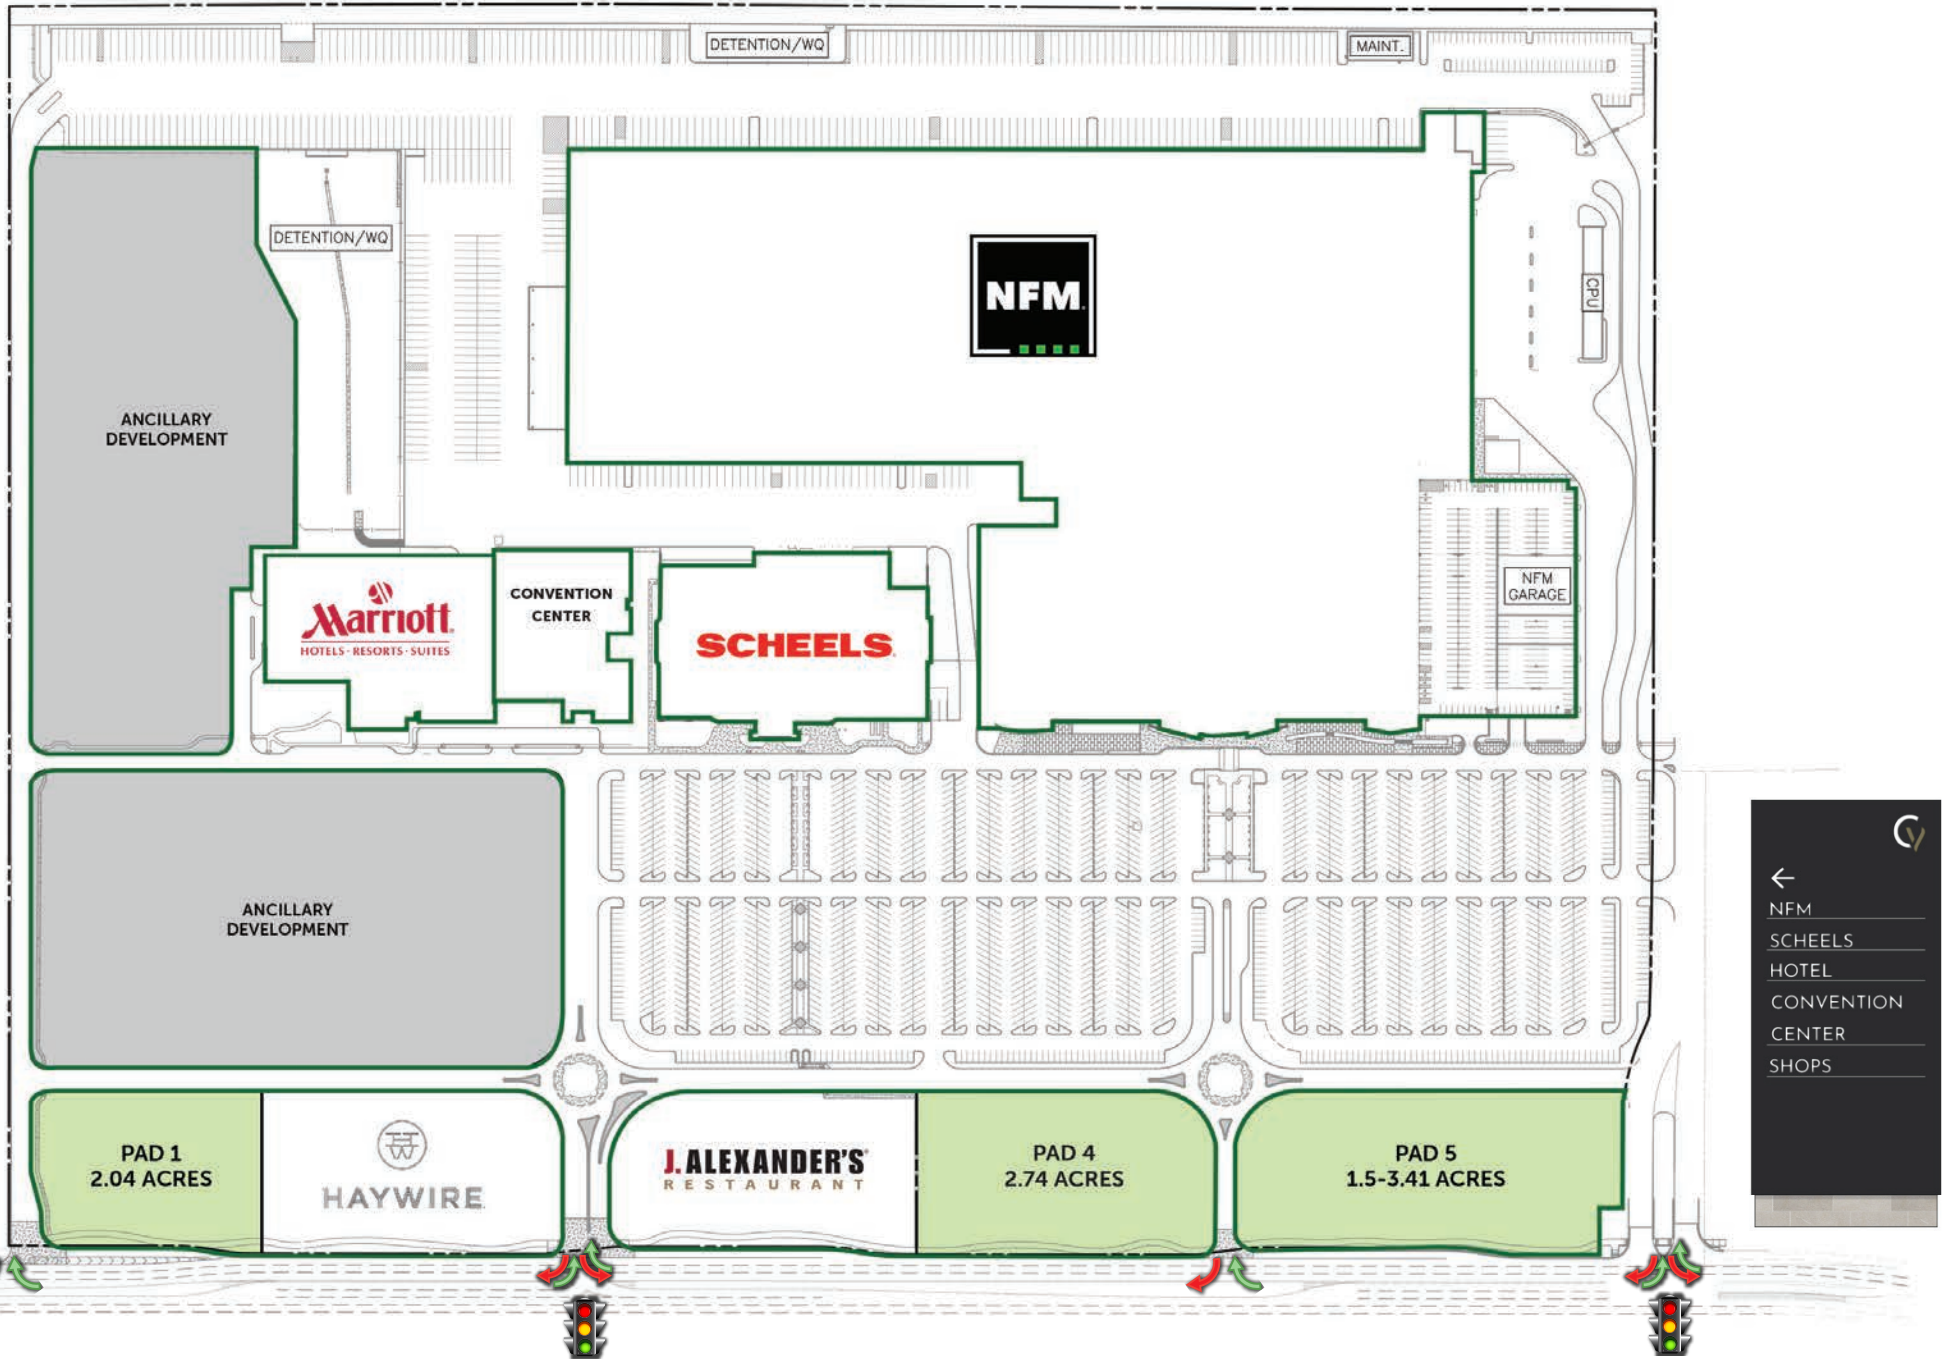 DETENTION/WQ
MAINT.
DETENTION/WQ
NFM
CPU
ANCILLARY
DEVELOPMENT
NFM
GARAGE
Marriott
HOTELS · RESORTS · SUITES
CONVENTION
CENTER
SCHEELS
ANCILLARY
DEVELOPMENT
PAD 1
2.04 ACRES
HAYWIRE
J. ALEXANDER'S
RESTAURANT
PAD 4
2.74 ACRES
PAD 5
1.5-3.41 ACRES
NFM
SCHEELS
HOTEL
CONVENTION
CENTER
SHOPS